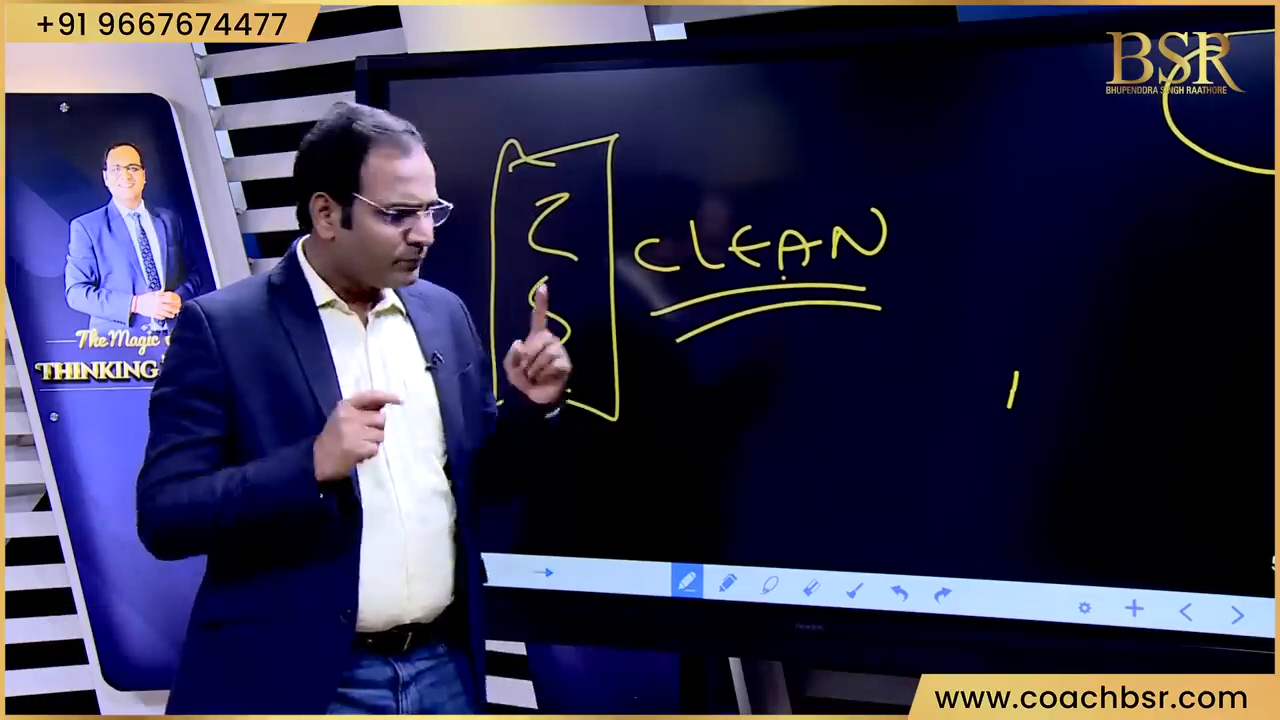 +91 9667674477
BSR
BHUPENDDRA SINGH RAATHORE
The Magic
THINKING
CLEAN
www.coachbsr.com